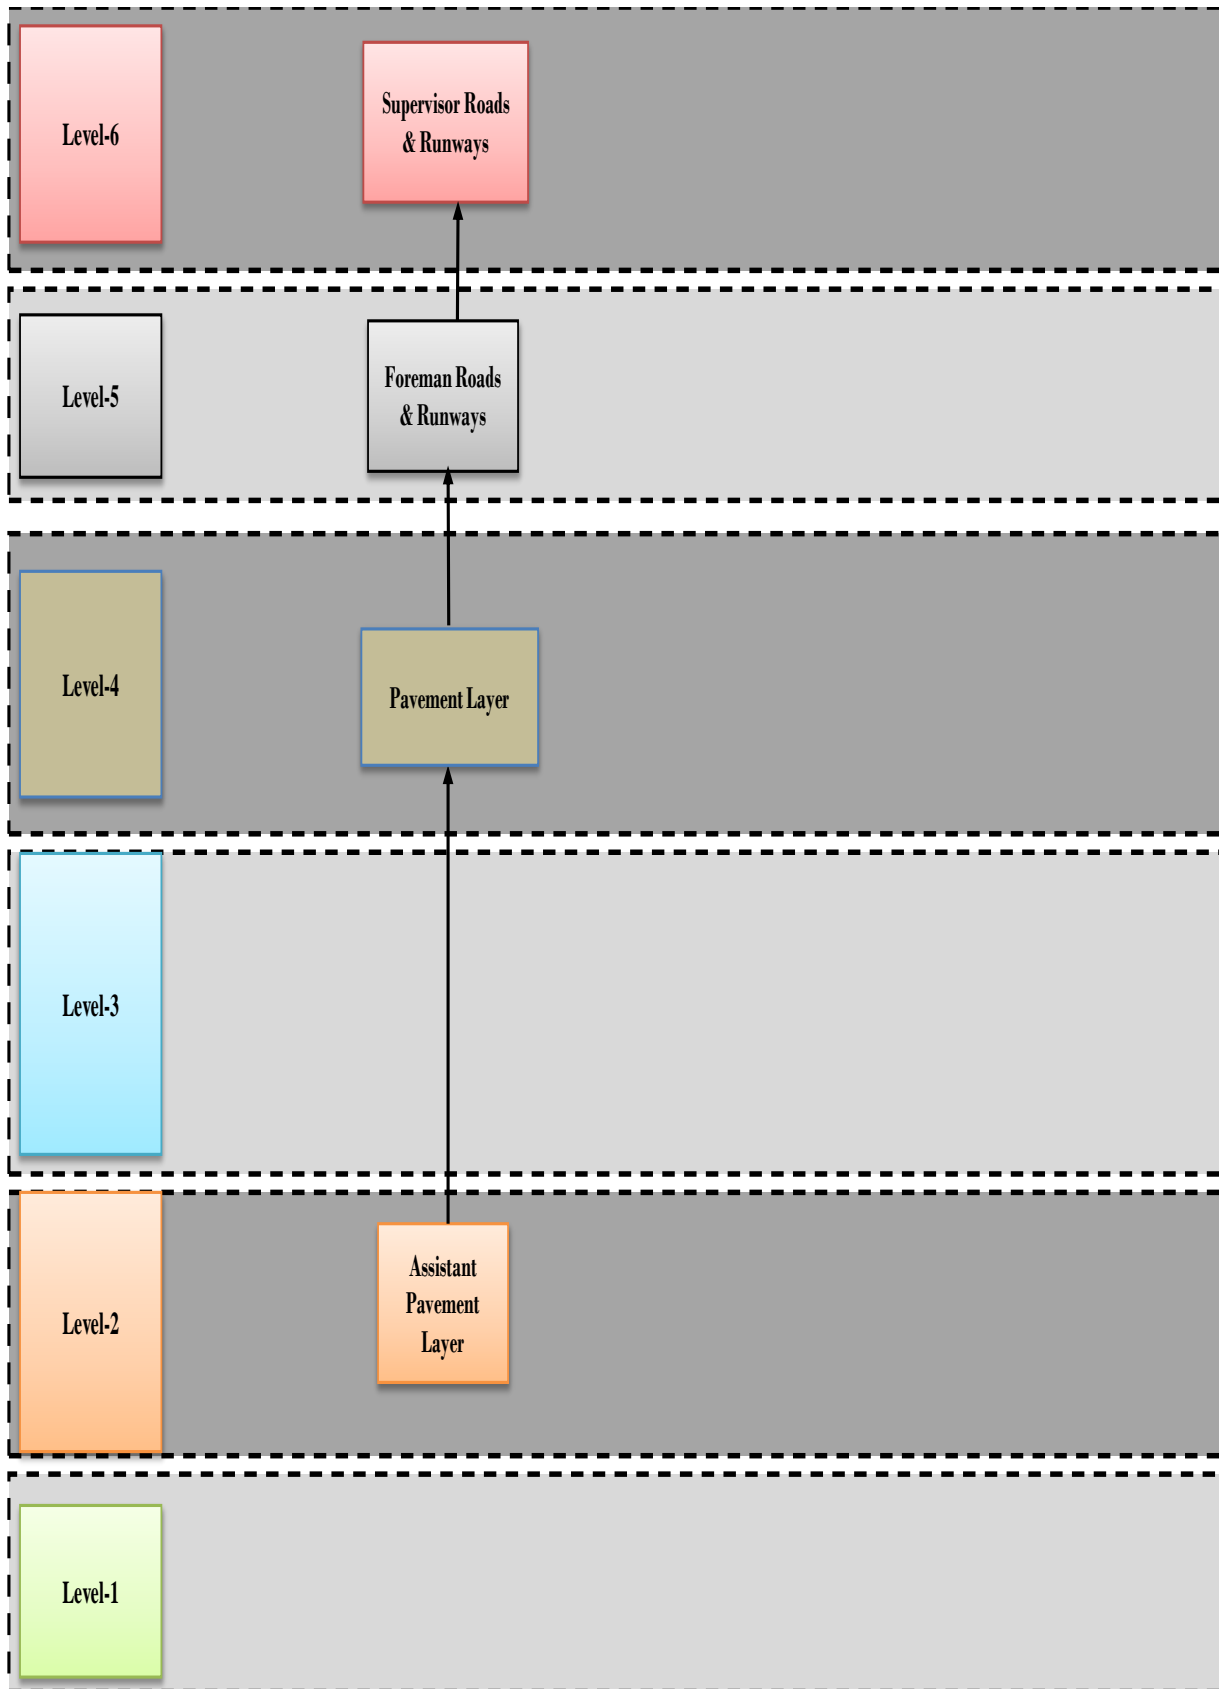 Level-6
Supervisor Roads
& Runways
Level-5
Foreman Roads
& Runways
Level-4
Pavement Layer
Level-3
Level-2
Assistant
Pavement
Layer
Level-1